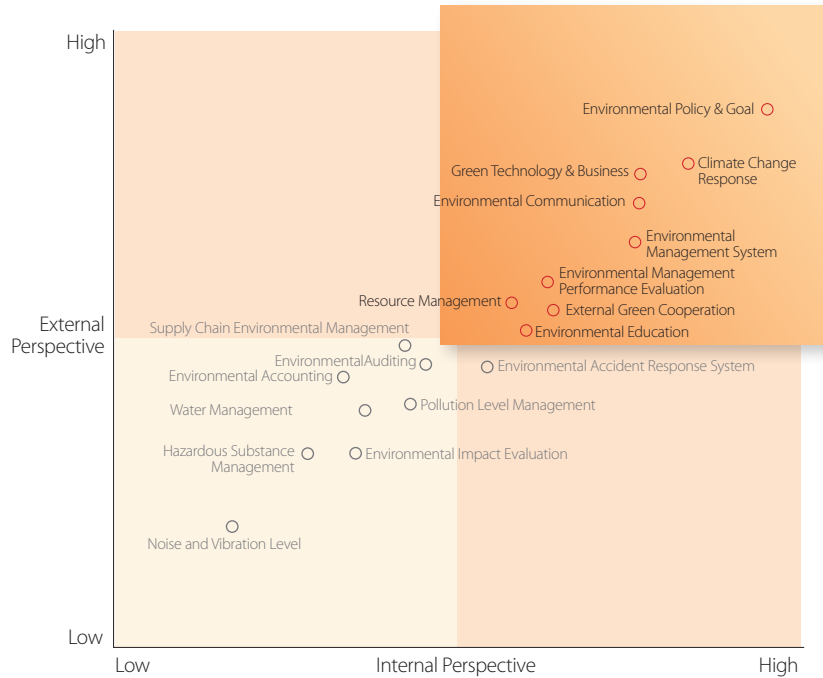 High
Environmental Policy & Goal
Climate Change
Response
Green Technology & Business
Environmental Communication
Environmental
Management System
Environmental Management
Performance Evaluation
Resource Management
External Green Cooperation
External
Perspective
Supply Chain Environmental Management
Environmental Education
EnvironmentalAuditing
Environmental Accident Response System
Environmental Accounting
Water Management
Pollution Level Management
Hazardous Substance
Management
Environmental Impact Evaluation
Noise and Vibration Level
Low
Low
Internal Perspective
High